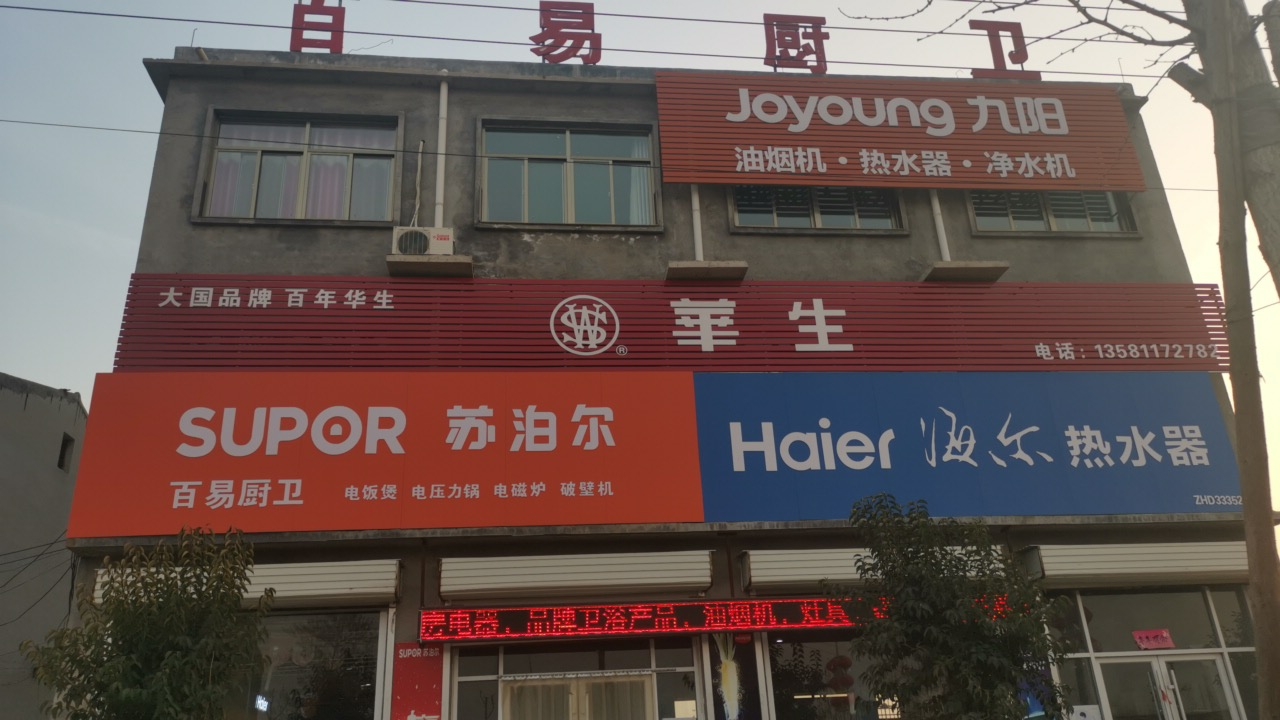 百易厨卫
Joyoung 九阳
油烟机·热水器·净水机
大国品牌 百年华生
華生
®
电话：13581172782
SUPOR 苏泊尔
百易厨卫 电饭煲 电压力锅 电磁炉 破壁机
Haier 海尔 热水器
ZHD33352
电器、品牌卫浴产品、油烟机、灶具
SUPOR 苏泊尔
Haier